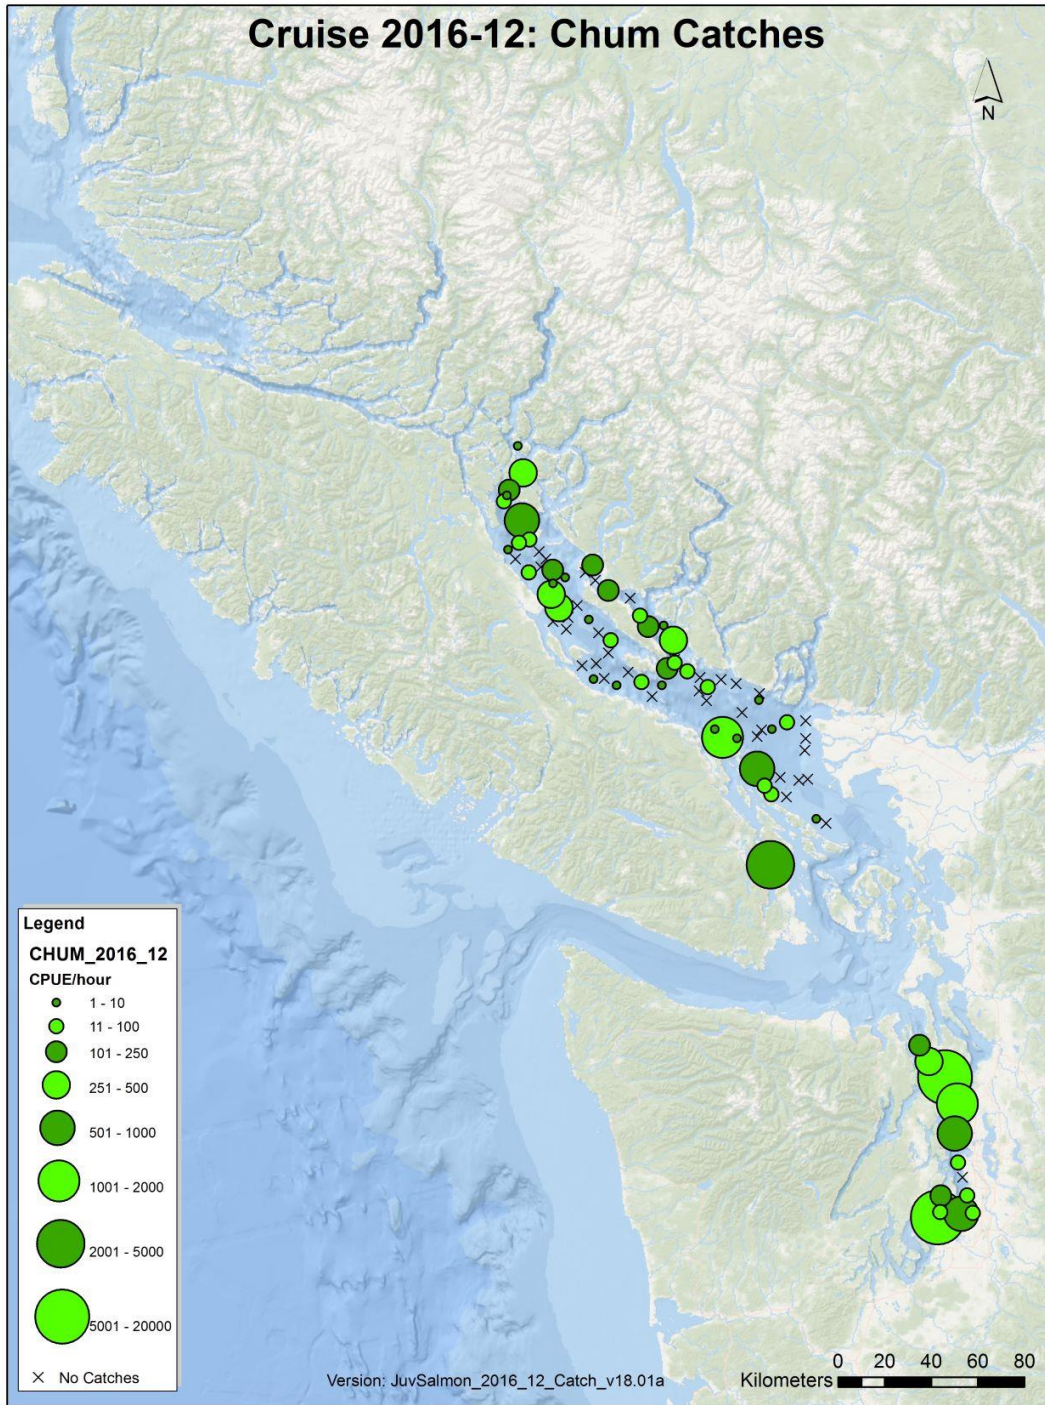 Cruise 2016-12: Chum Catches
N
Legend
CHUM_2016_12
CPUE/hour
1 - 10
11 - 100
101 - 250
251 - 500
501 - 1000
1001 - 2000
2001 - 5000
5001 - 20000
No Catches
Version: JuvSalmon_2016_12_Catch_v18.01a
0 20 40 60 80
Kilometers